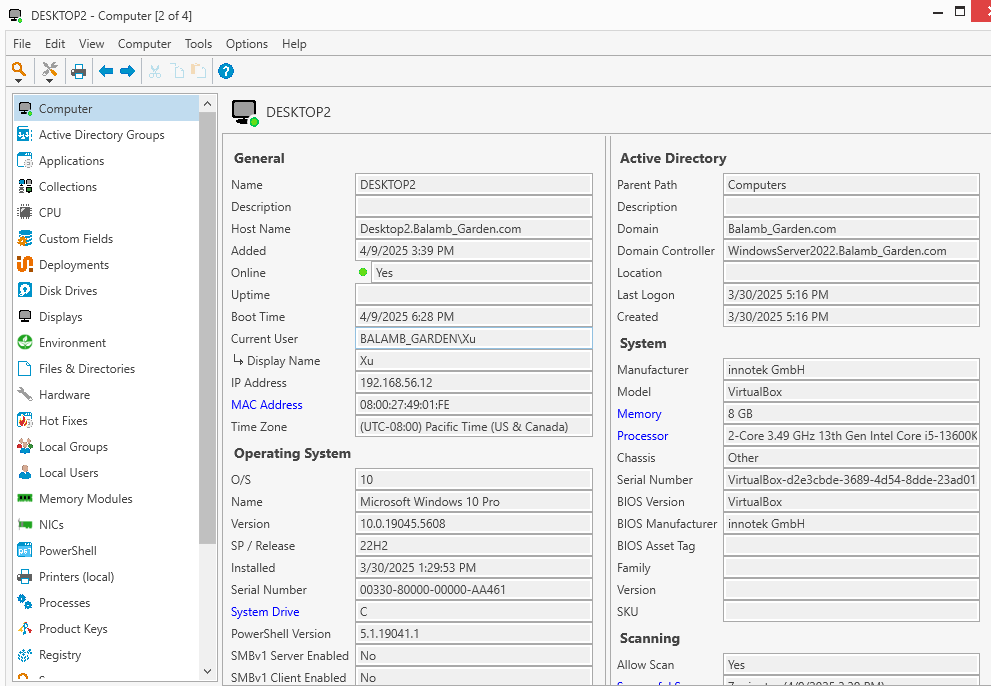 DESKTOP2 - Computer [2 of 4]
File Edit View Computer Tools Options Help
Computer
Active Directory Groups
Applications
Collections
CPU
Custom Fields
Deployments
Disk Drives
Displays
Environment
Files & Directories
Hardware
Hot Fixes
Local Groups
Local Users
Memory Modules
NICs
PowerShell
Printers (local)
Processes
Product Keys
Registry
DESKTOP2
General
Name DESKTOP2
Description
Host Name Desktop2.Balamb_Garden.com
Added 4/9/2025 3:39 PM
Online Yes
Uptime
Boot Time 4/9/2025 6:28 PM
Current User BALAMB_GARDEN\Xu
↳ Display Name Xu
IP Address 192.168.56.12
MAC Address 08:00:27:49:01:FE
Time Zone (UTC-08:00) Pacific Time (US & Canada)
Operating System
O/S 10
Name Microsoft Windows 10 Pro
Version 10.0.19045.5608
SP / Release 22H2
Installed 3/30/2025 1:29:53 PM
Serial Number 00330-80000-00000-AA461
System Drive C
PowerShell Version 5.1.19041.1
SMBv1 Server Enabled No
SMBv1 Client Enabled No
Active Directory
Parent Path Computers
Description
Domain Balamb_Garden.com
Domain Controller WindowsServer2022.Balamb_Garden.com
Location
Last Logon 3/30/2025 5:16 PM
Created 3/30/2025 5:16 PM
System
Manufacturer innotek GmbH
Model VirtualBox
Memory 8 GB
Processor 2-Core 3.49 GHz 13th Gen Intel Core i5-13600K
Chassis Other
Serial Number VirtualBox-d2e3cbde-3689-4d54-8dde-23ad01
BIOS Version VirtualBox
BIOS Manufacturer innotek GmbH
BIOS Asset Tag
Family
Version
SKU
Scanning
Allow Scan Yes